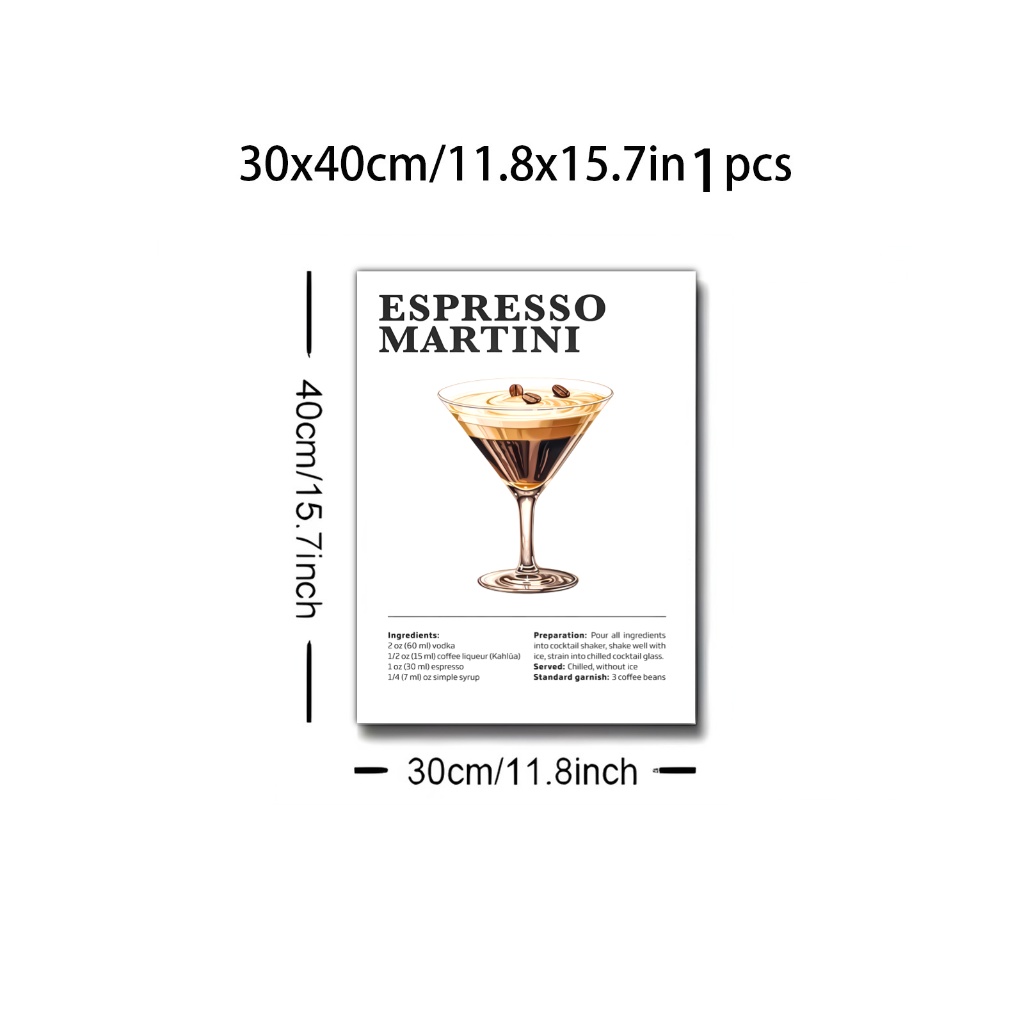 30x40cm/11.8x15.7in 1 pcs
40cm/15.7inch
ESPRESSO
MARTINI
Ingredients:
2 oz (60 ml) vodka
1/2 oz (15 ml) coffee liqueur (Kahlúa)
1 oz (30 ml) espresso
1/4 (7 ml) oz simple syrup
Preparation: Pour all ingredients
into cocktail shaker, shake well with
ice, strain into chilled cocktail glass.
Served: Chilled, without ice
Standard garnish: 3 coffee beans
30cm/11.8inch